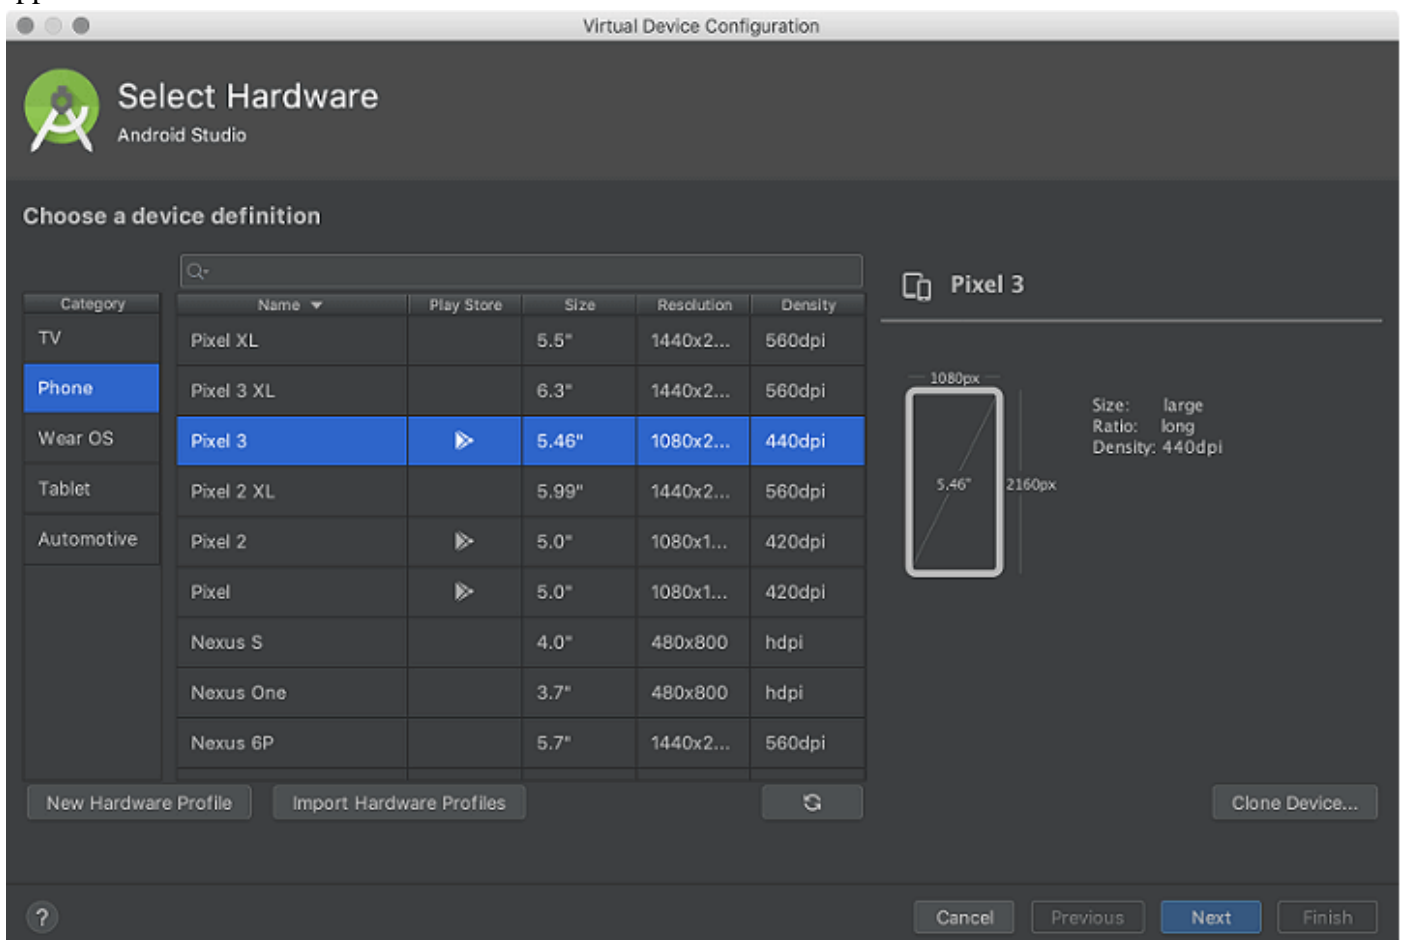 Virtual Device Configuration
Select Hardware
Android Studio
Choose a device definition
Category
TV
Phone
Wear OS
Tablet
Automotive
Name Play Store Size Resolution Density
Pixel XL 5.5" 1440x2... 560dpi
Pixel 3 XL 6.3" 1440x2... 560dpi
Pixel 3 5.46" 1080x2... 440dpi
Pixel 2 XL 5.99" 1440x2... 560dpi
Pixel 2 5.0" 1080x1... 420dpi
Pixel 5.0" 1080x1... 420dpi
Nexus S 4.0" 480x800 hdpi
Nexus One 3.7" 480x800 hdpi
Nexus 6P 5.7" 1440x2... 560dpi
Pixel 3
1080px
5.46"
2160px
Size: large
Ratio: long
Density: 440dpi
New Hardware Profile Import Hardware Profiles
Clone Device...
?
Cancel Previous Next Finish